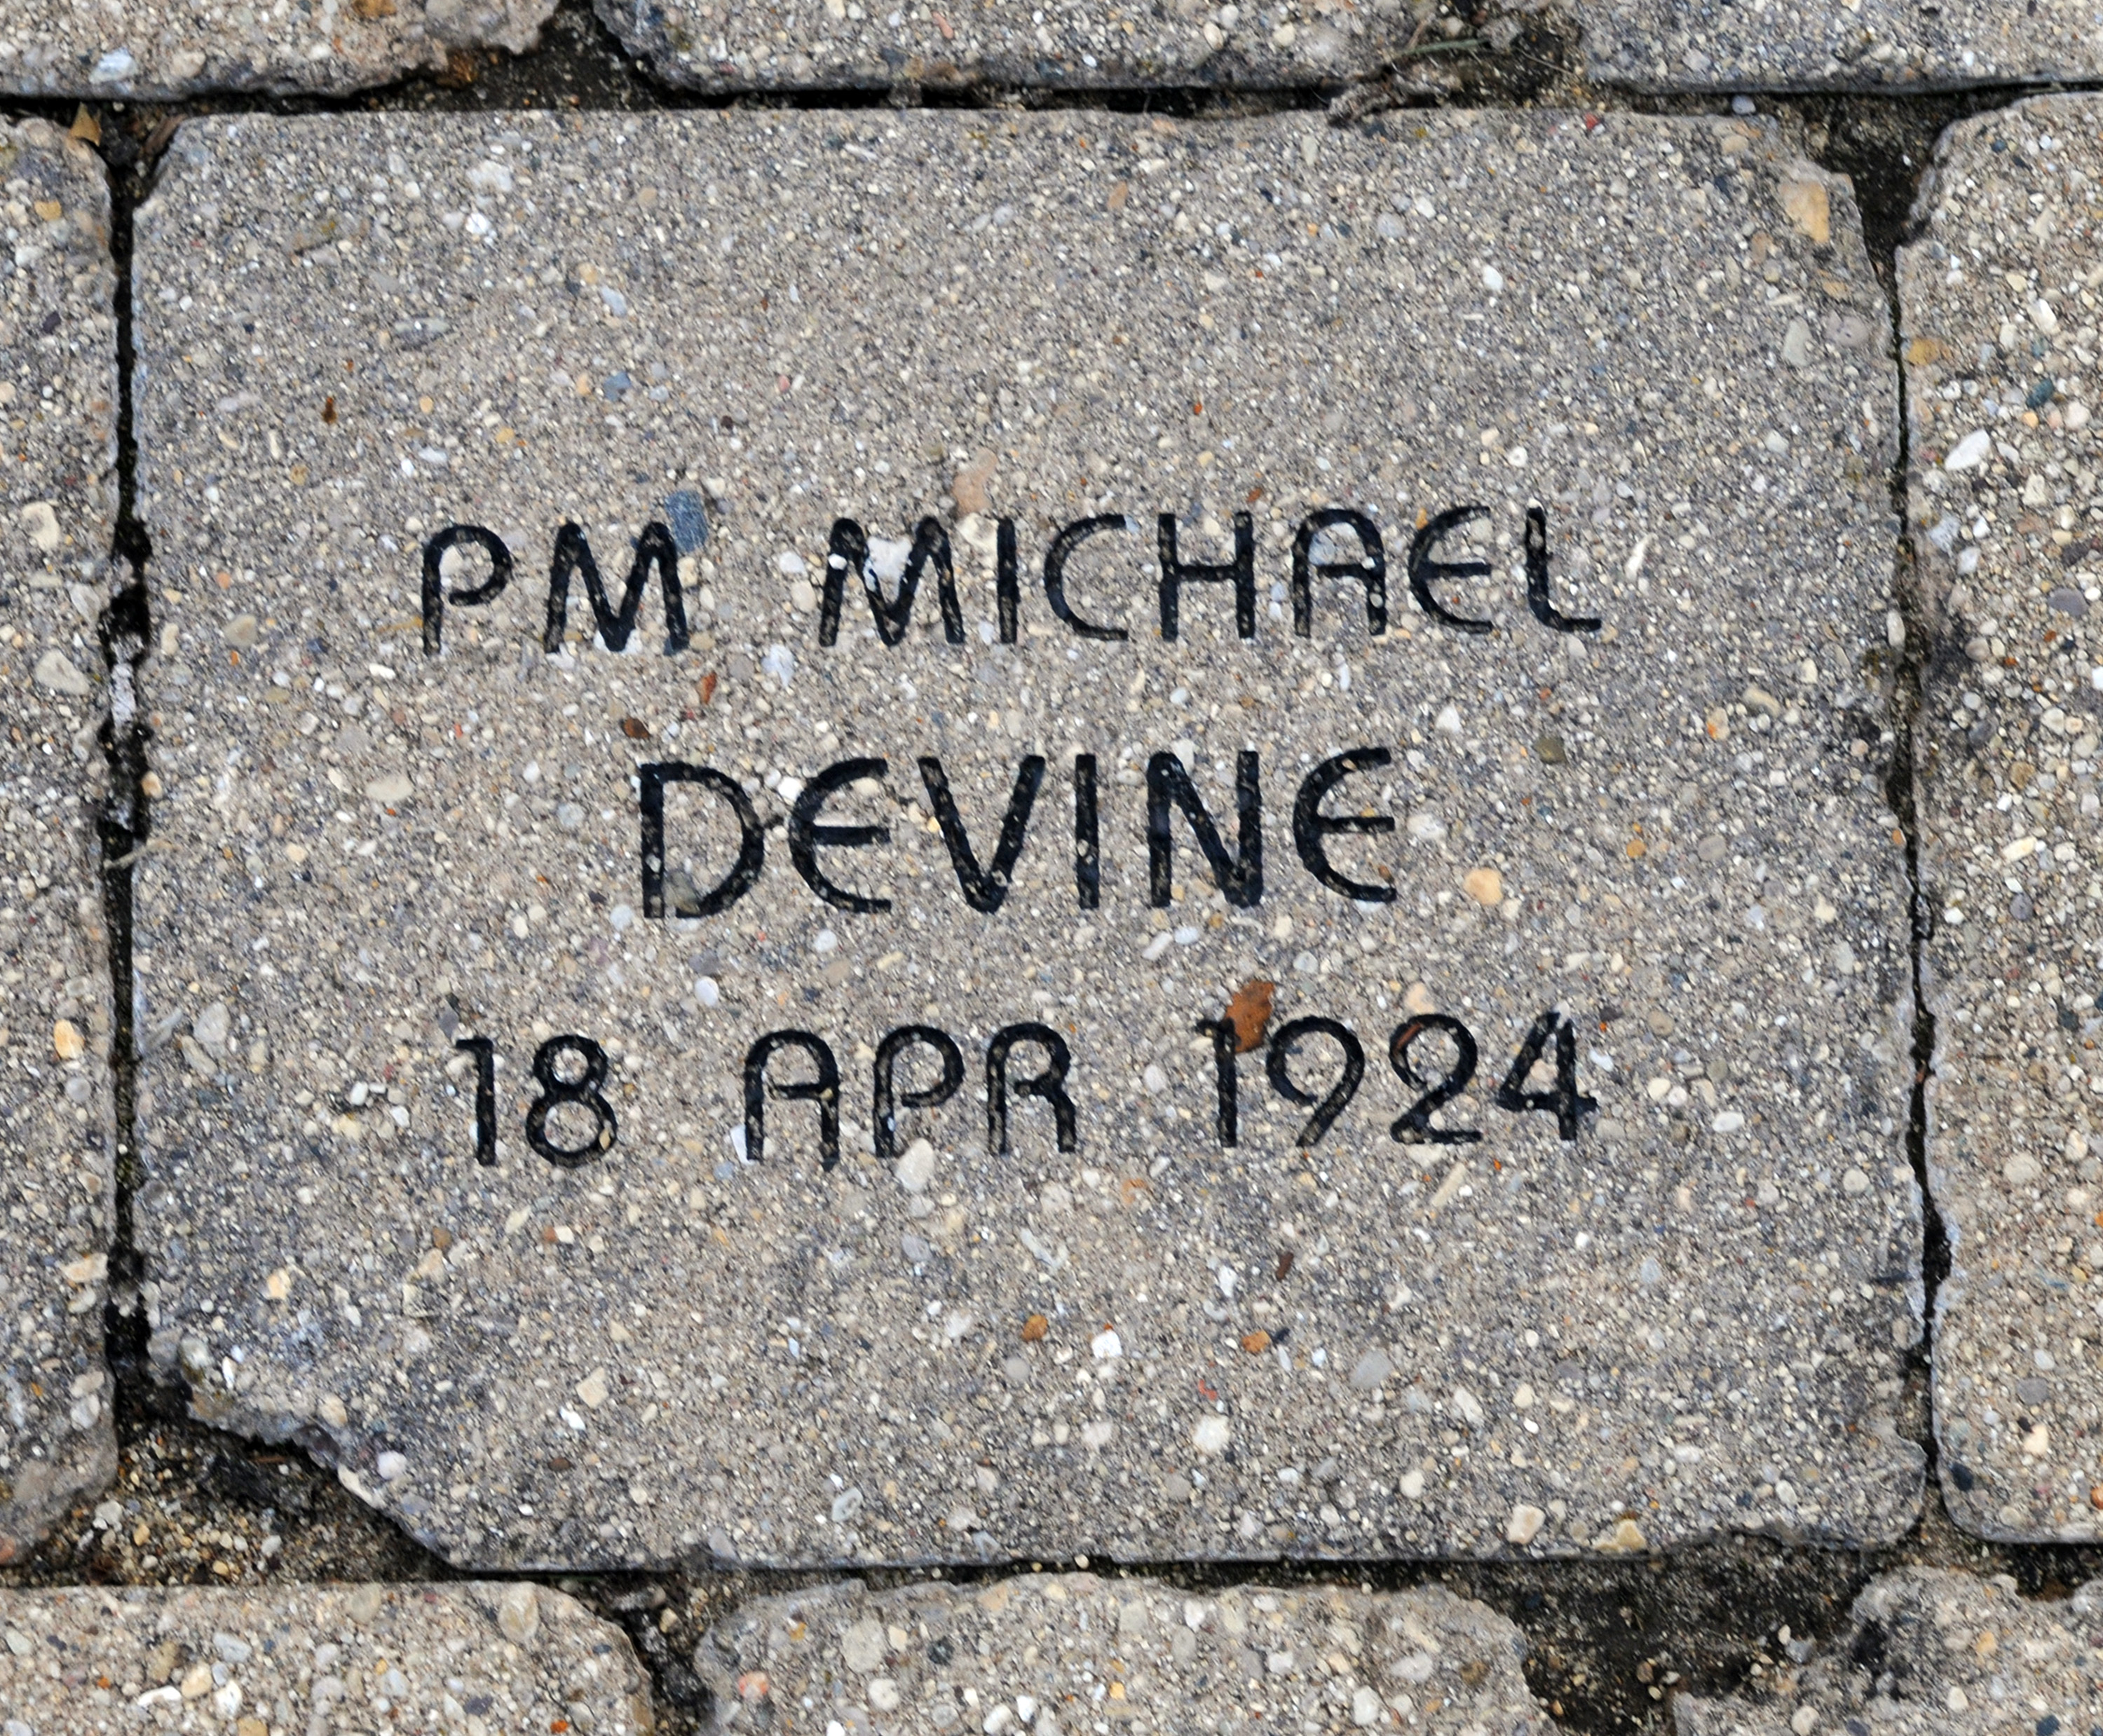 PM MICHAEL
DEVINE
18 APR 1924